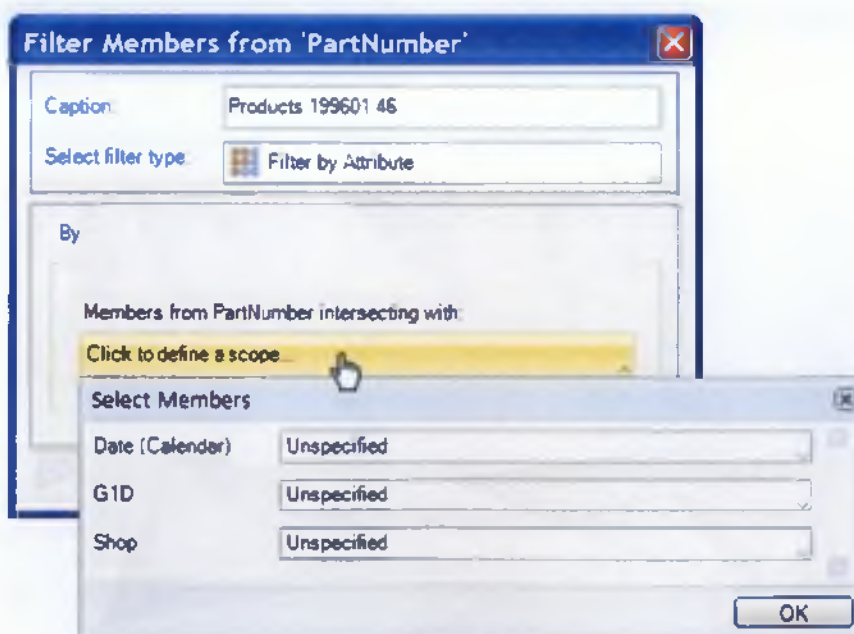 Filter Members from 'PartNumber'
Caption: Products 199601 46
Select filter type: Filter by Attribute
By
Members from PartNumber intersecting with:
Click to define a scope...
Select Members
Date (Calendar) Unspecified
G1D Unspecified
Shop Unspecified
OK